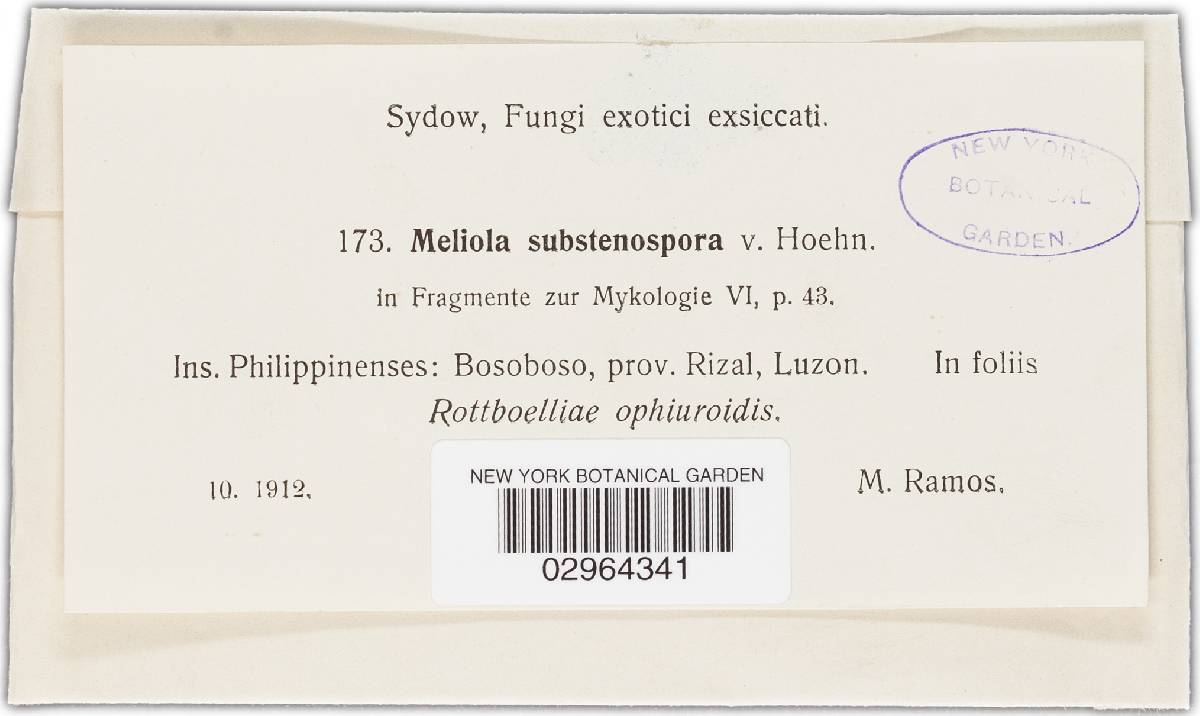 Sydow, Fungi exotici exsiccati.
NEW YORK
BOTANICAL
GARDEN.
173. Meliola substenospora v. Hoehn.
in Fragmente zur Mykologie VI, p. 43.
Ins. Philippinenses: Bosoboso, prov. Rizal, Luzon. In foliis
Rottboelliae ophiuroidis.
10. 1912.
M. Ramos.
NEW YORK BOTANICAL GARDEN
02964341